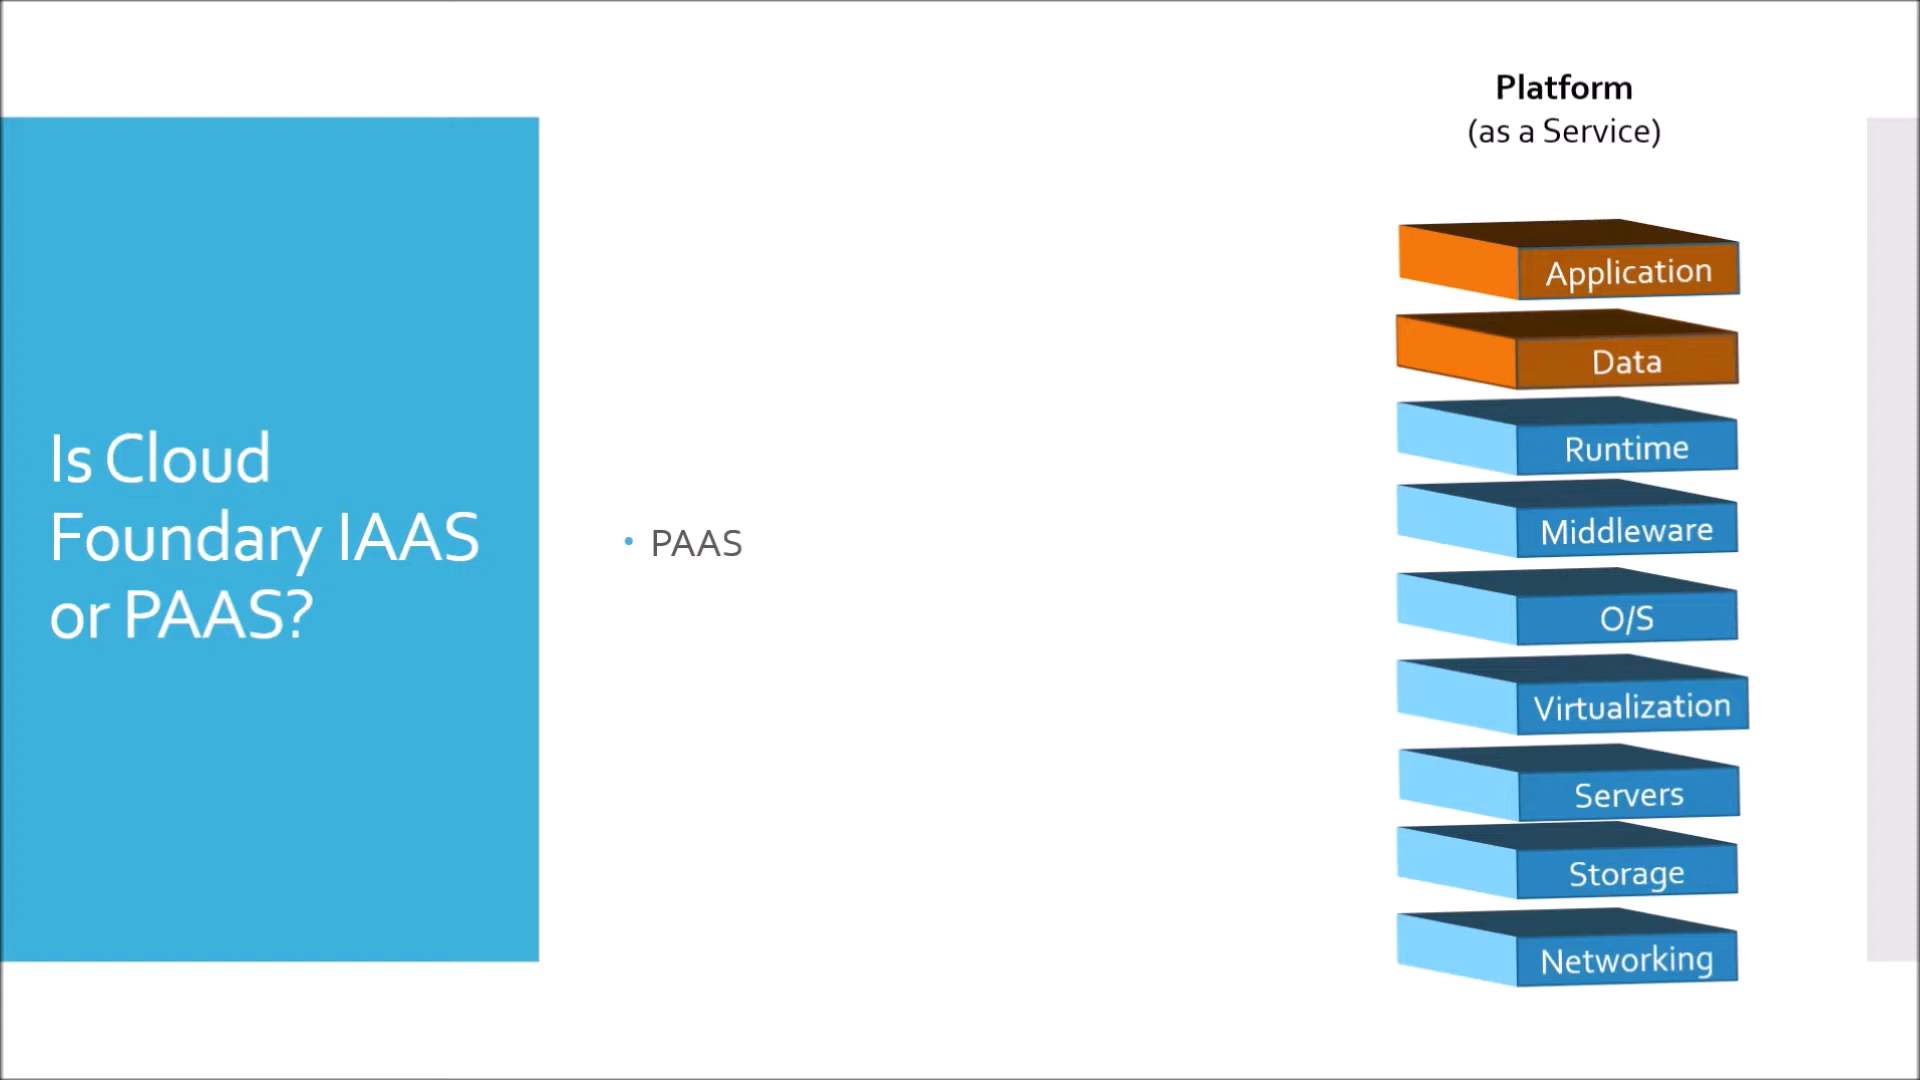 Is Cloud
Foundary IAAS
or PAAS?
• PAAS
Platform
(as a Service)
Application
Data
Runtime
Middleware
O/S
Virtualization
Servers
Storage
Networking